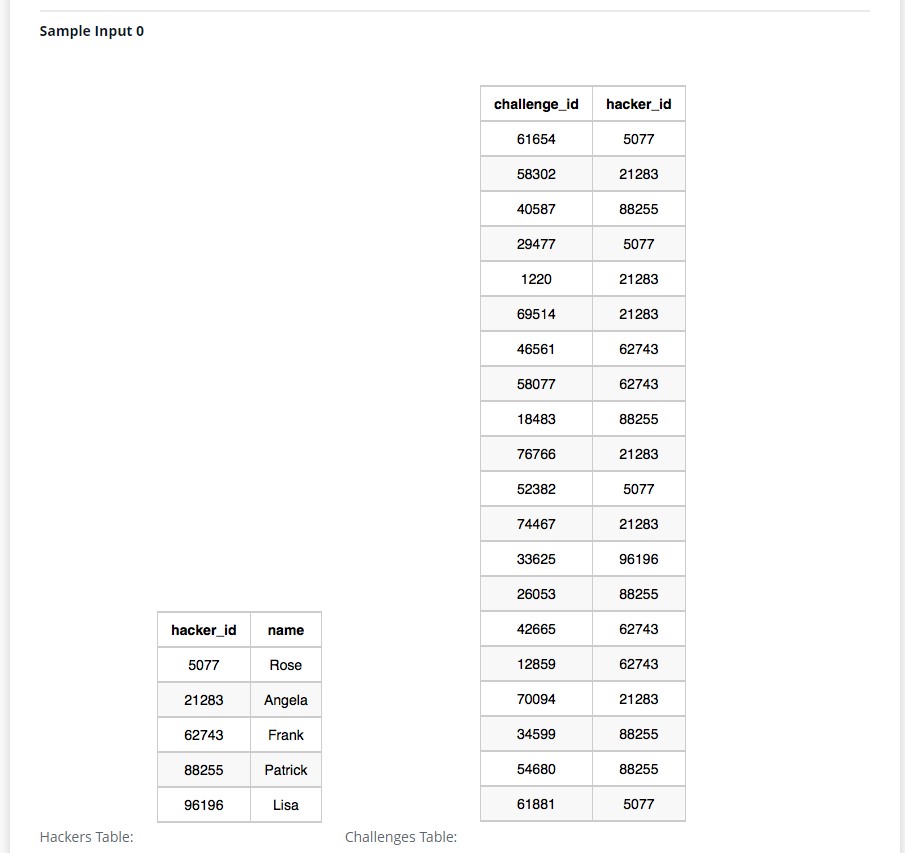 Sample Input 0
challenge_id hacker_id
61654 5077
58302 21283
40587 88255
29477 5077
1220 21283
69514 21283
46561 62743
58077 62743
18483 88255
76766 21283
52382 5077
74467 21283
33625 96196
26053 88255
42665 62743
12859 62743
70094 21283
34599 88255
54680 88255
61881 5077
hacker_id name
5077 Rose
21283 Angela
62743 Frank
88255 Patrick
96196 Lisa
Hackers Table: Challenges Table: